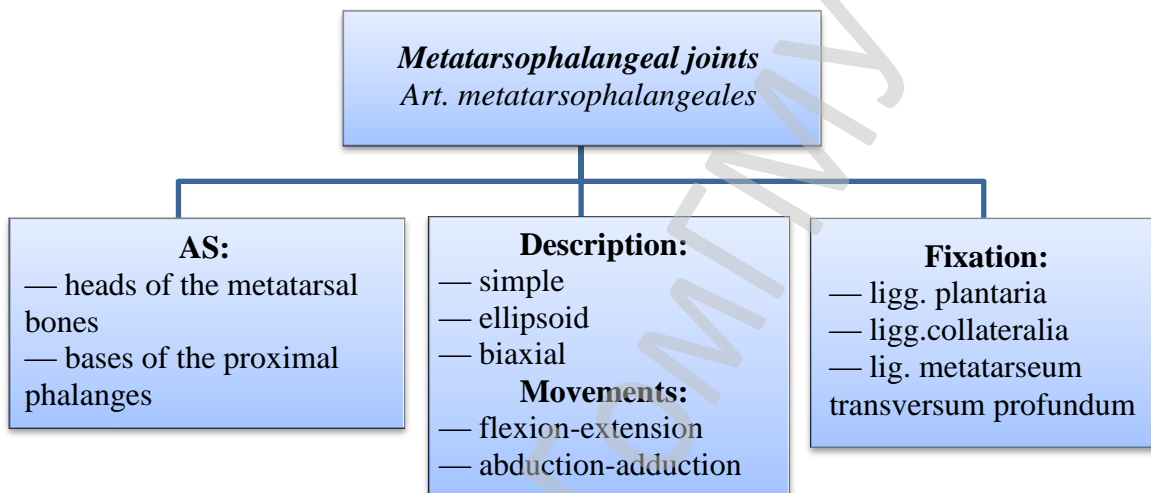 Metatarsophalangeal joints
Art. metatarsophalangeales
AS:
— heads of the metatarsal
bones
— bases of the proximal
phalanges
Description:
— simple
— ellipsoid
— biaxial
Movements:
— flexion-extension
— abduction-adduction
Fixation:
— ligg. plantaria
— ligg.collateralia
— lig. metatarseum
transversum profundum
ГомГМУ